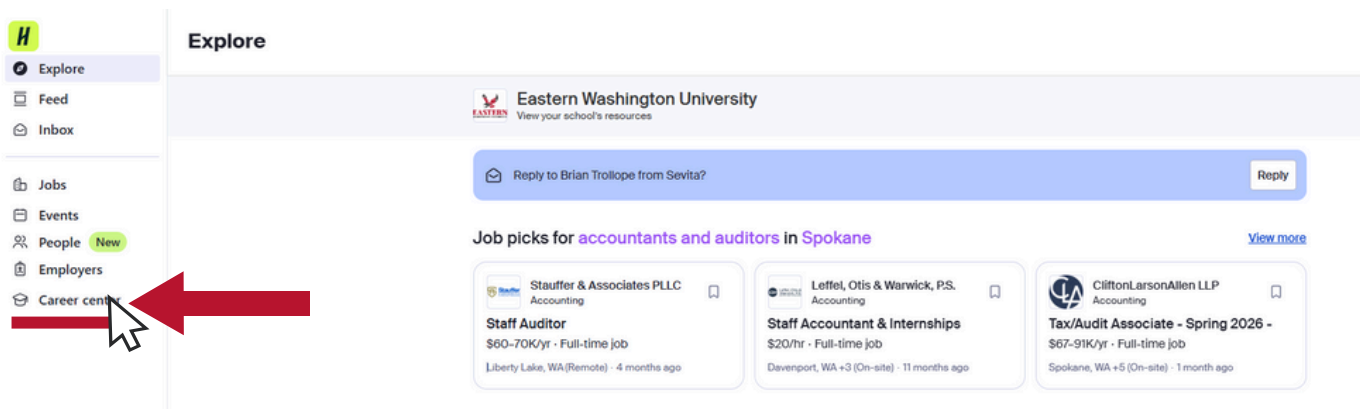 H
Explore
Feed
Inbox
Jobs
Events
People New
Employers
Career center
Explore
EASTERN
Eastern Washington University
View your school's resources
Reply to Brian Trollope from Sevita?
Reply
Job picks for accountants and auditors in Spokane
View more
Stauffer
Stauffer & Associates PLLC
Accounting
Staff Auditor
$60-70K/yr · Full-time job
Liberty Lake, WA (Remote) · 4 months ago
Leffel, Otis & Warwick, P.S.
Accounting
Staff Accountant & Internships
$20/hr · Full-time job
Davenport, WA +3 (On-site) · 11 months ago
CLA
CliftonLarsonAllen LLP
Accounting
Tax/Audit Associate - Spring 2026 -
$67-91K/yr · Full-time job
Spokane, WA +5 (On-site) · 1 month ago